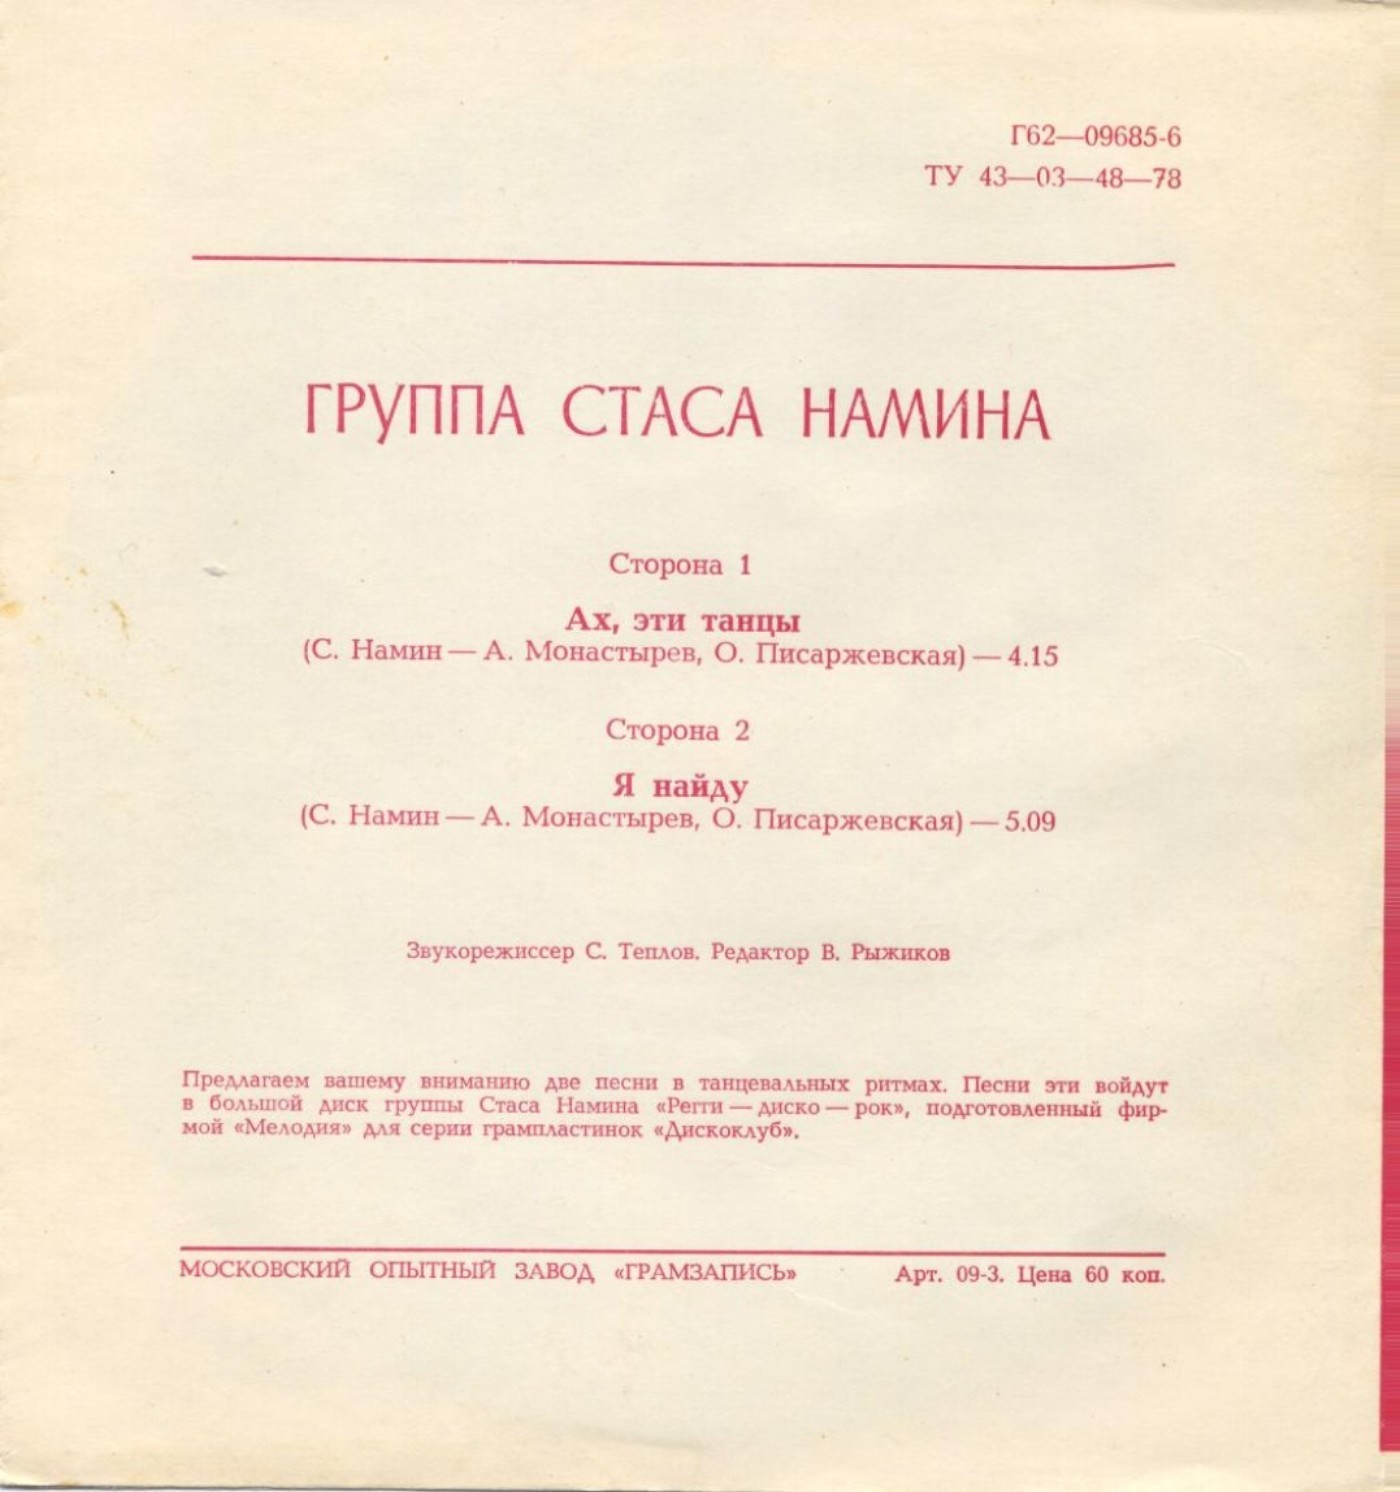 Г62—09685-6
ТУ 43—03—48—78
ГРУППА СТАСА НАМИНА
Сторона 1
Ах, эти танцы
(С. Намин — А. Монастырев, О. Писаржевская) — 4.15
Сторона 2
Я найду
(С. Намин — А. Монастырев, О. Писаржевская) — 5.09
Звукорежиссер С. Теплов. Редактор В. Рыжиков
Предлагаем вашему вниманию две песни в танцевальных ритмах. Песни эти войдут
в большой диск группы Стаса Намина «Регги — диско — рок», подготовленный фир-
мой «Мелодия» для серии грампластинок «Дискоклуб».
МОСКОВСКИЙ ОПЫТНЫЙ ЗАВОД «ГРАМЗАПИСЬ» Арт. 09-3. Цена 60 коп.